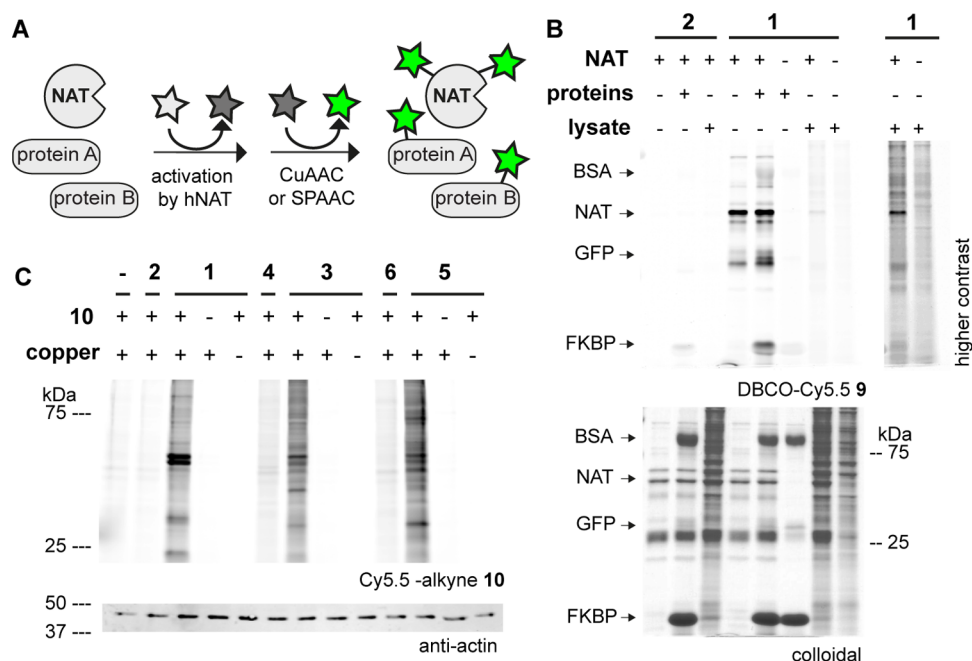 A
NAT
protein A
protein B
activation
by hNAT
CuAAC
or SPAAC
NAT
protein A
protein B
B
2 1 1
NAT + + + + + - + - + -
proteins - + - - + + - - - -
lysate - - + - - - + + + +
BSA
NAT
GFP
FKBP
higher contrast
DBCO-Cy5.5 9
BSA
NAT
GFP
FKBP
kDa
-- 75
-- 25
colloidal
C
- 2 1 4 3 6 5
10 + + + - + + + - + + + - +
copper + + + + - + + + - + + + -
kDa
75 ---
25 ---
Cy5.5 -alkyne 10
50 ---
37 ---
anti-actin